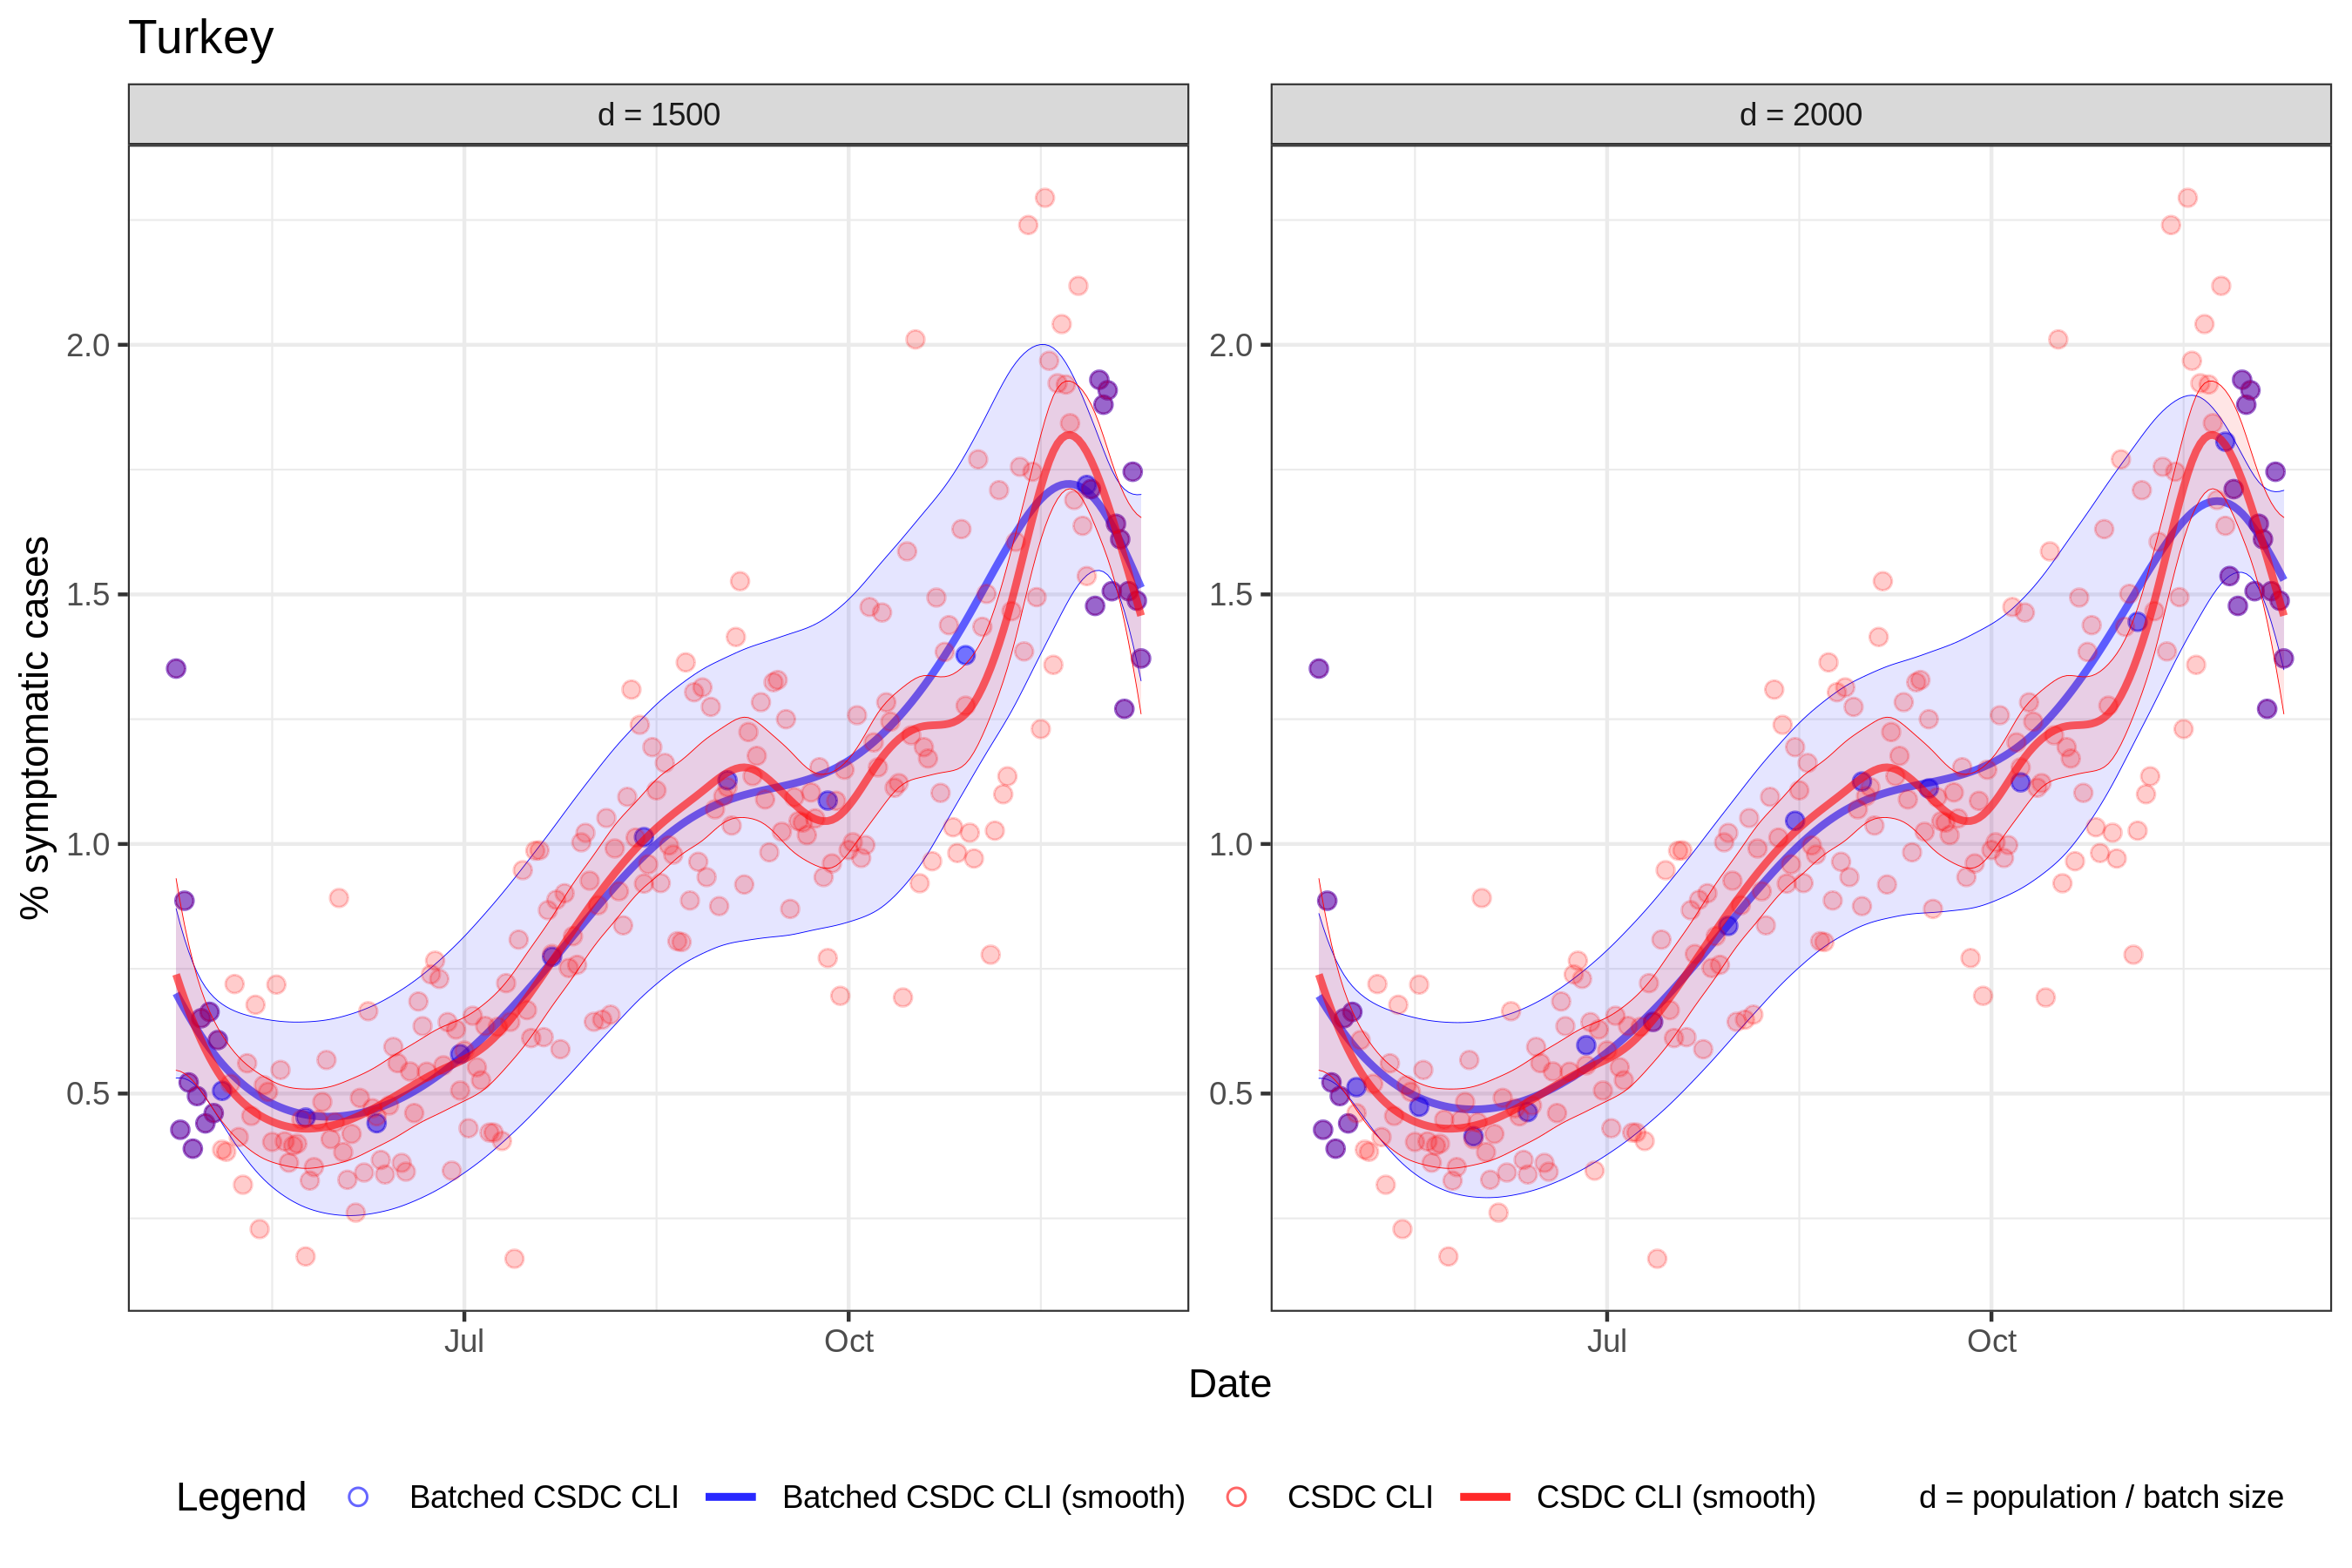 Turkey
d = 1500
d = 2000
% symptomatic cases
2.0
1.5
1.0
0.5
2.0
1.5
1.0
0.5
Jul
Oct
Jul
Oct
Date
Legend
Batched CSDC CLI
Batched CSDC CLI (smooth)
CSDC CLI
CSDC CLI (smooth)
d = population / batch size